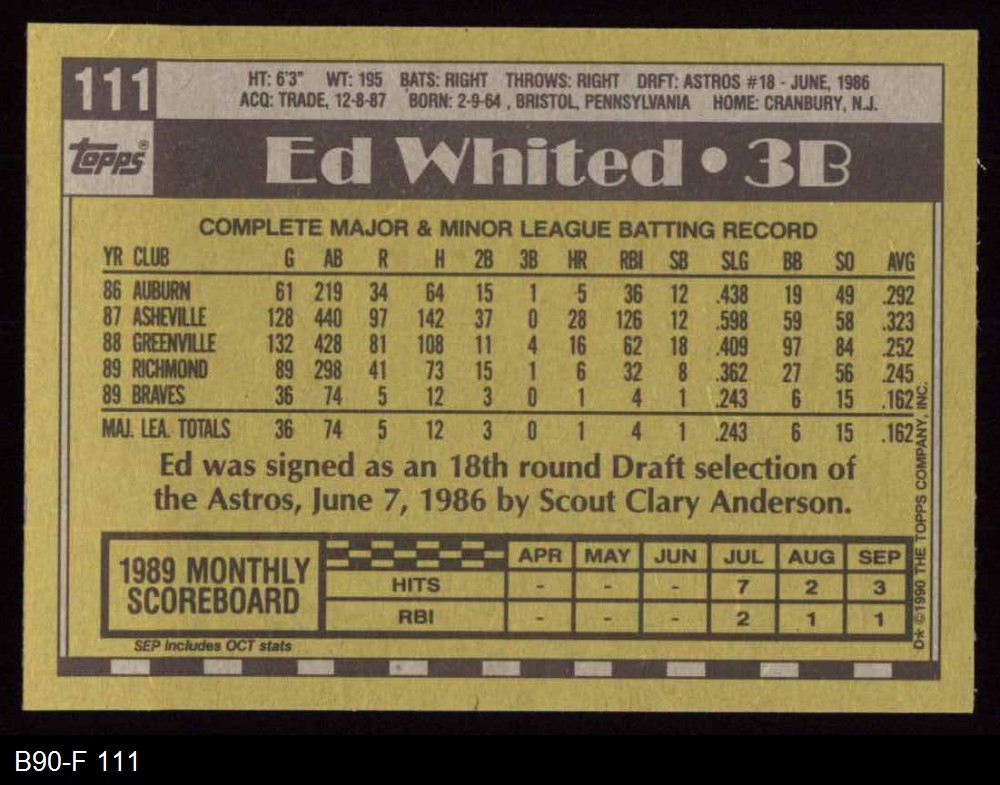 111
HT: 6'3" WT: 195 BATS: RIGHT THROWS: RIGHT DRFT: ASTROS #18 - JUNE, 1986
ACQ: TRADE, 12-8-87 BORN: 2-9-64 , BRISTOL, PENNSYLVANIA HOME: CRANBURY, N.J.
topps®
Ed Whited • 3B
COMPLETE MAJOR & MINOR LEAGUE BATTING RECORD
YR CLUB G AB R H 2B 3B HR RBI SB SLG BB SO AVG
86 AUBURN 61 219 34 64 15 1 5 36 12 .438 19 49 .292
87 ASHEVILLE 128 440 97 142 37 0 28 126 12 .598 59 58 .323
88 GREENVILLE 132 428 81 108 11 4 16 62 18 .409 97 84 .252
89 RICHMOND 89 298 41 73 15 1 6 32 8 .362 27 56 .245
89 BRAVES 36 74 5 12 3 0 1 4 1 .243 6 15 .162
MAJ. LEA. TOTALS 36 74 5 12 3 0 1 4 1 .243 6 15 .162
Ed was signed as an 18th round Draft selection of
the Astros, June 7, 1986 by Scout Clary Anderson.
1989 MONTHLY
SCOREBOARD
APR MAY JUN JUL AUG SEP
HITS - - - 7 2 3
RBI - - - 2 1 1
SEP includes OCT stats
D* ©1990 THE TOPPS COMPANY, INC.
B90-F 111